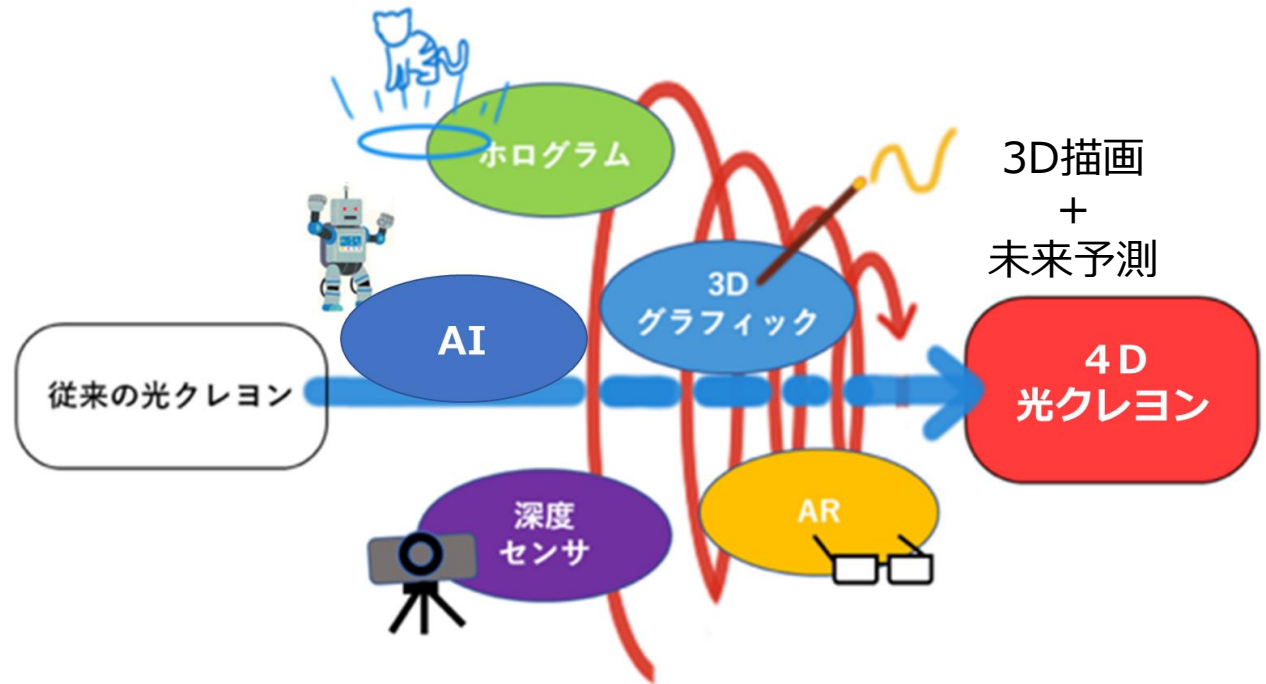 ホログラム
3D描画
+
未来予測
3D
グラフィック
AI
従来の光クレヨン
４Ｄ
光クレヨン
深度
センサ
AR